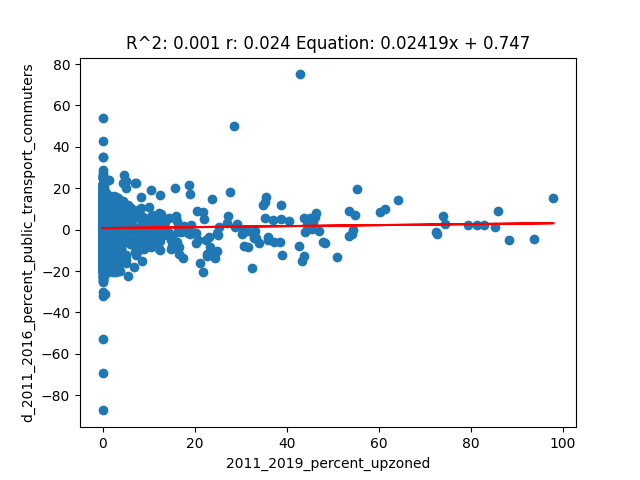 R^2: 0.001 r: 0.024 Equation: 0.02419x + 0.747
d_2011_2016_percent_public_transport_commuters
80
60
40
20
0
−20
−40
−60
−80
0 20 40 60 80 100
2011_2019_percent_upzoned